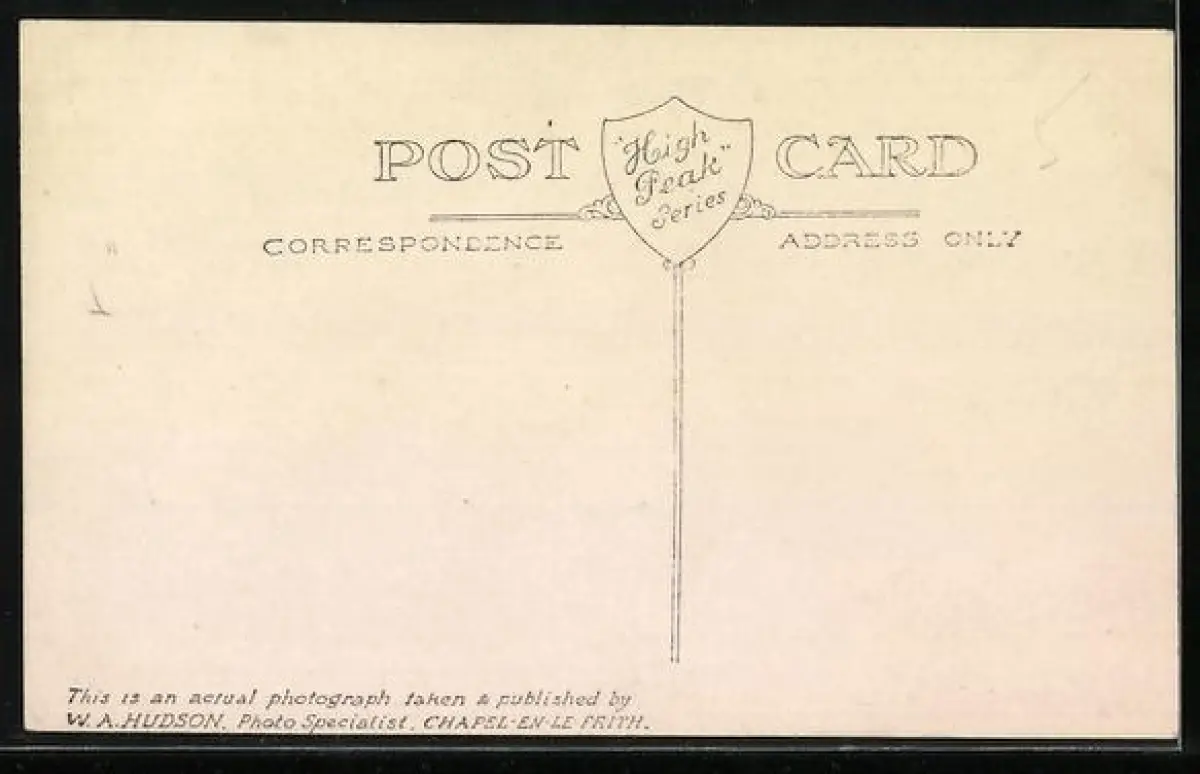 POST CARD
"High
Peak"
Series
CORRESPONDENCE ADDRESS ONLY
This is an actual photograph taken & published by
W. A. HUDSON, Photo Specialist, CHAPEL-EN-LE FRITH.